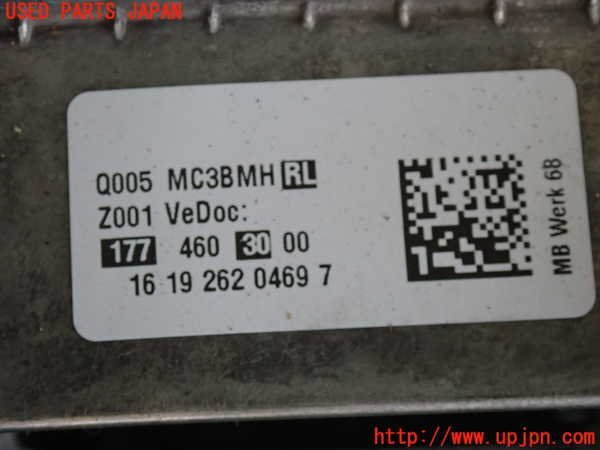 USED PARTS JAPAN
Q005 MC3BMH RL
Z001 VeDoc:
177 460 30 00
16 19 262 0469 7
MB Werk 68
http://www.upjpn.com/